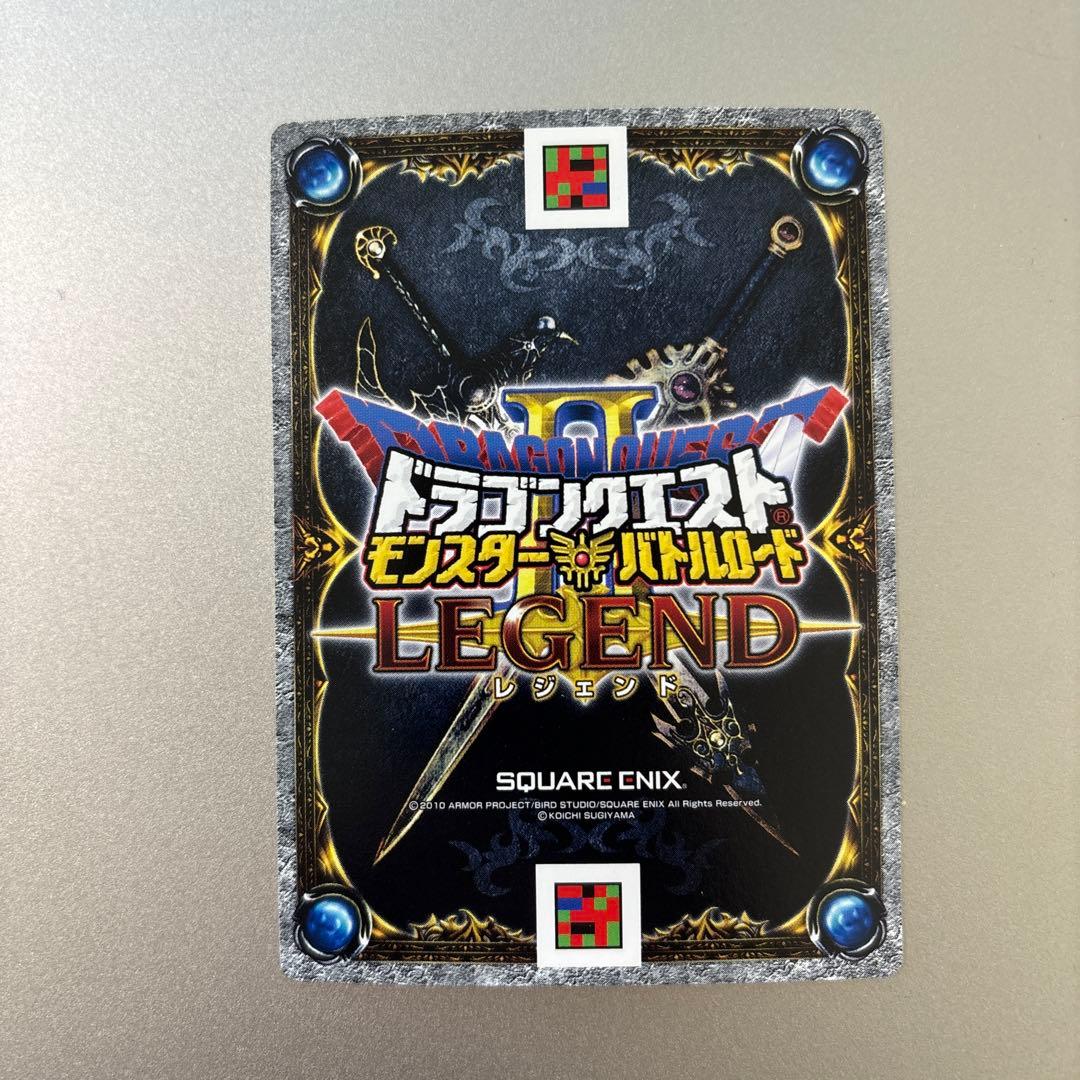 II
DRAGON QUEST
ドラゴンクエスト®
モンスターバトルロード
II
LEGEND
レジェンド
SQUARE ENIX®
©2010 ARMOR PROJECT/BIRD STUDIO/SQUARE ENIX All Rights Reserved.
©KOICHI SUGIYAMA